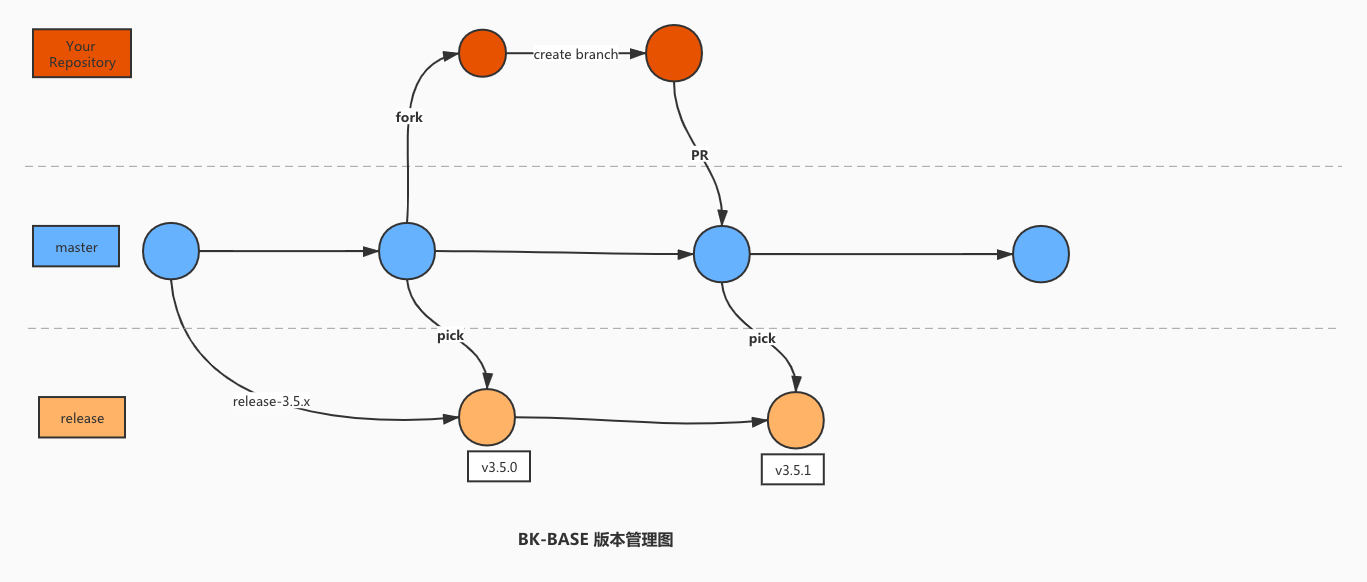 Your
Repository
create branch
fork
PR
master
pick
pick
release-3.5.x
release
v3.5.0
v3.5.1
BK-BASE 版本管理图